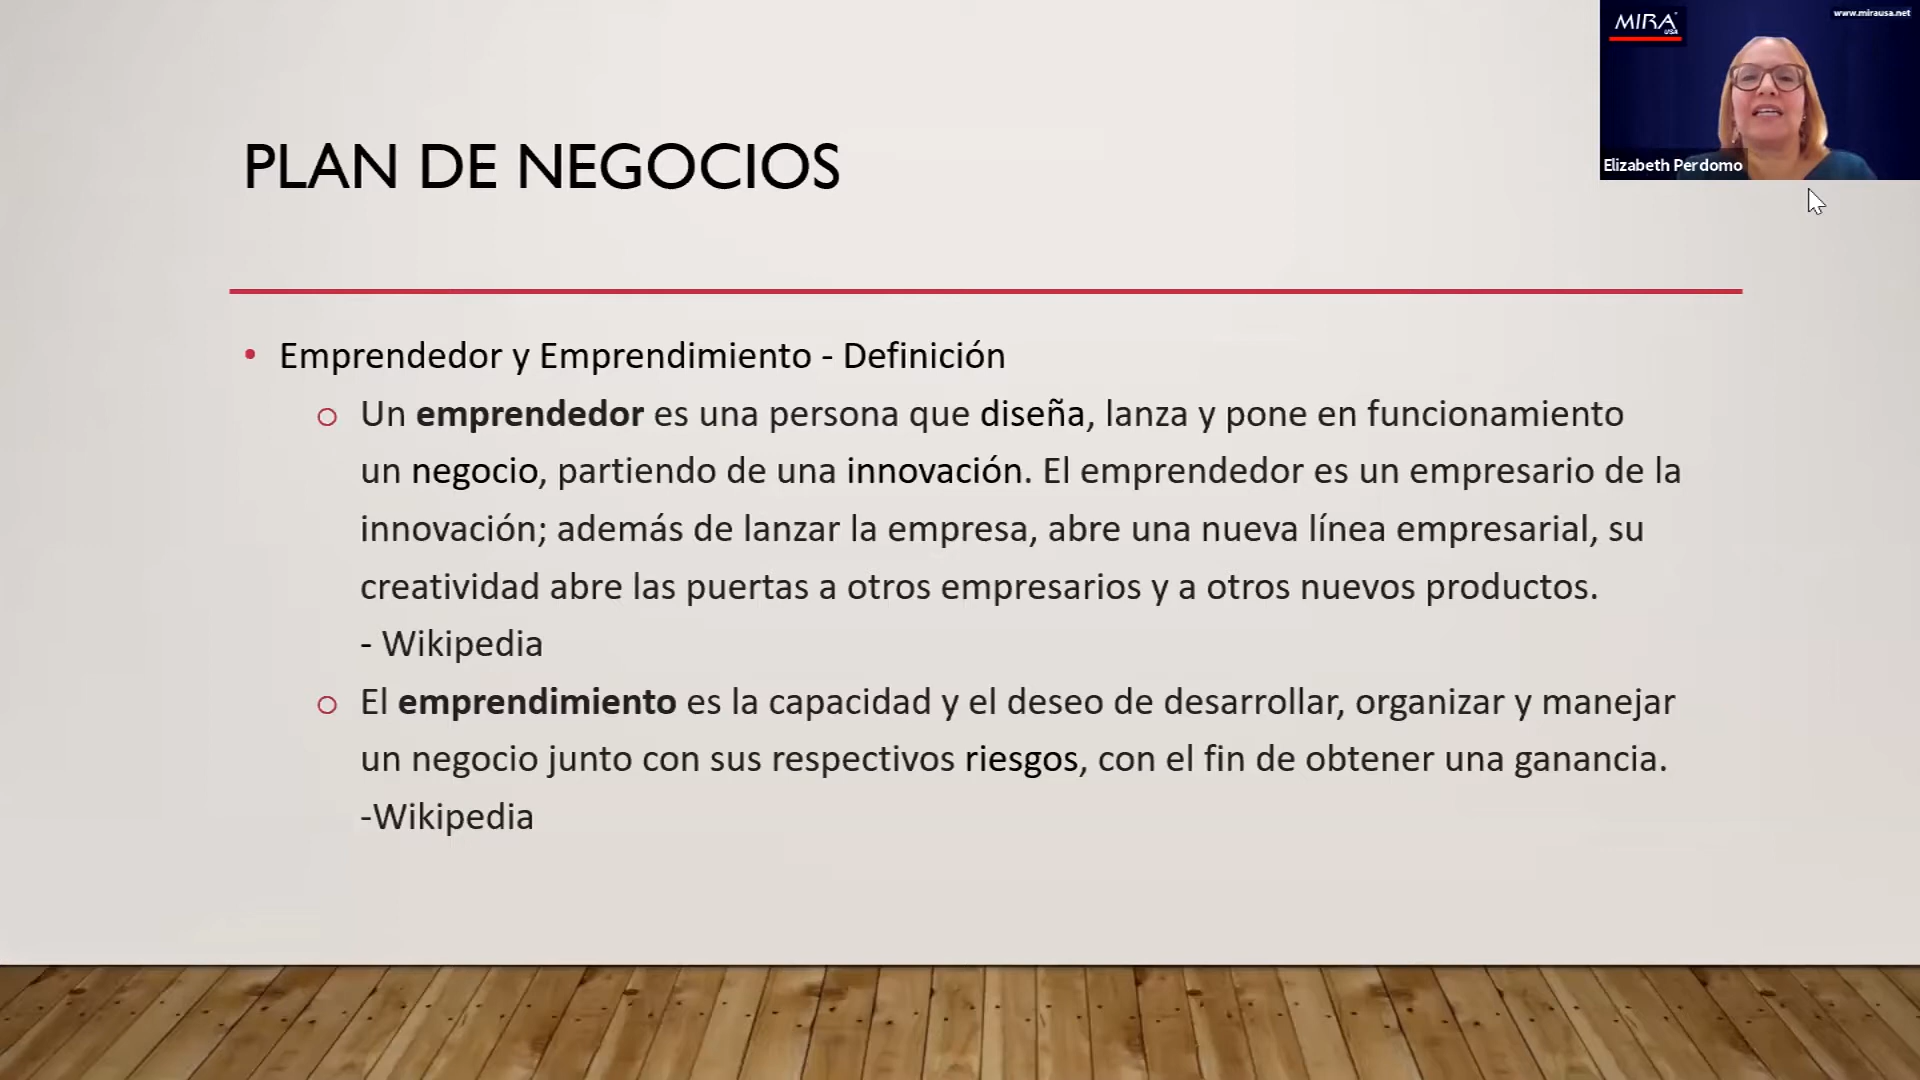 MIRA
USA
www.mirausa.net
Elizabeth Perdomo
PLAN DE NEGOCIOS
• Emprendedor y Emprendimiento - Definición
o Un emprendedor es una persona que diseña, lanza y pone en funcionamiento
un negocio, partiendo de una innovación. El emprendedor es un empresario de la
innovación; además de lanzar la empresa, abre una nueva línea empresarial, su
creatividad abre las puertas a otros empresarios y a otros nuevos productos.
- Wikipedia
o El emprendimiento es la capacidad y el deseo de desarrollar, organizar y manejar
un negocio junto con sus respectivos riesgos, con el fin de obtener una ganancia.
-Wikipedia